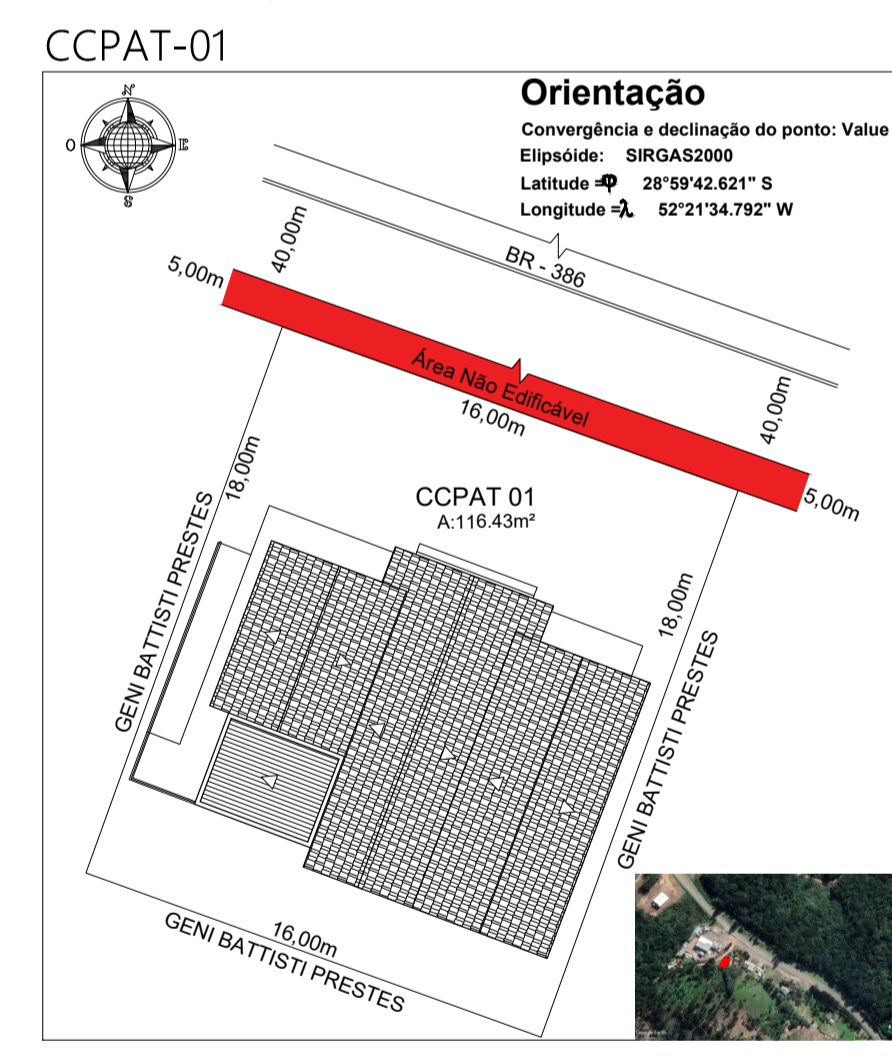 CCPAT-01
N
O
E
S
Orientação
Convergência e declinação do ponto: Value
Elipsóide: SIRGAS2000
Latitude =φ 28°59'42.621" S
Longitude =λ 52°21'34.792" W
BR - 386
40,00m
5,00m
Área Não Edificável
16,00m
40,00m
5,00m
18,00m
CCPAT 01
A:116.43m²
GENI BATTISTI PRESTES
18,00m
GENI BATTISTI PRESTES
16,00m
GENI BATTISTI PRESTES
Google Earth